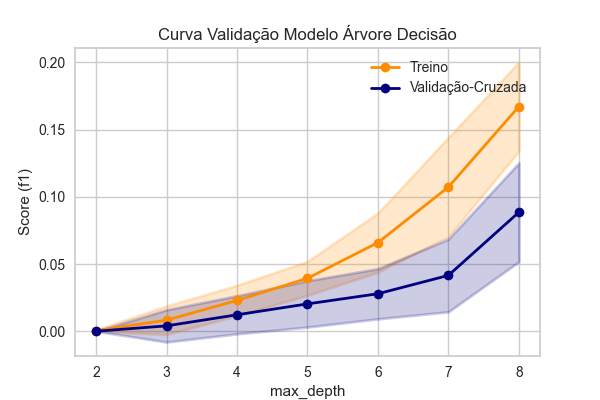 Curva Validação Modelo Árvore Decisão
Treino
Validação-Cruzada
Score (f1)
0.20
0.15
0.10
0.05
0.00
2 3 4 5 6 7 8
max_depth